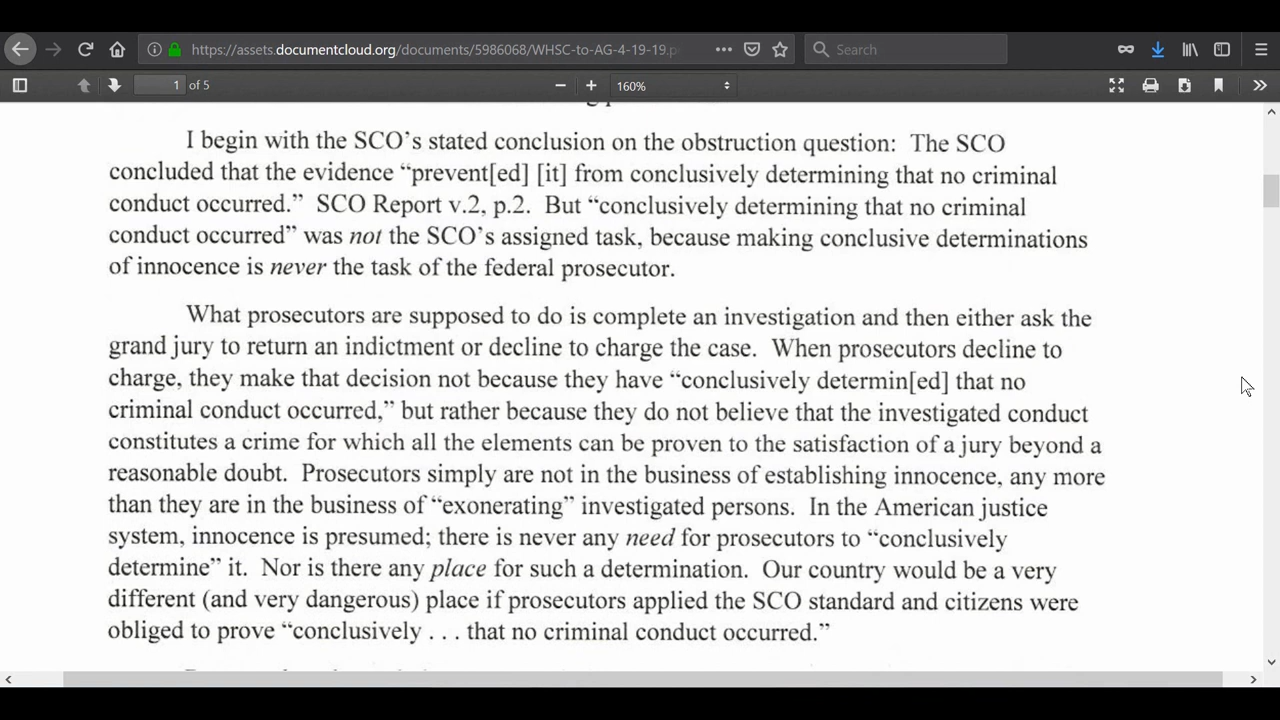 https://assets.documentcloud.org/documents/5986068/WHSC-to-AG-4-19-19.p
Search
1 of 5
160%
I begin with the SCO’s stated conclusion on the obstruction question: The SCO
concluded that the evidence “prevent[ed] [it] from conclusively determining that no criminal
conduct occurred.” SCO Report v.2, p.2. But “conclusively determining that no criminal
conduct occurred” was not the SCO’s assigned task, because making conclusive determinations
of innocence is never the task of the federal prosecutor.
What prosecutors are supposed to do is complete an investigation and then either ask the
grand jury to return an indictment or decline to charge the case. When prosecutors decline to
charge, they make that decision not because they have “conclusively determin[ed] that no
criminal conduct occurred,” but rather because they do not believe that the investigated conduct
constitutes a crime for which all the elements can be proven to the satisfaction of a jury beyond a
reasonable doubt. Prosecutors simply are not in the business of establishing innocence, any more
than they are in the business of “exonerating” investigated persons. In the American justice
system, innocence is presumed; there is never any need for prosecutors to “conclusively
determine” it. Nor is there any place for such a determination. Our country would be a very
different (and very dangerous) place if prosecutors applied the SCO standard and citizens were
obliged to prove “conclusively . . . that no criminal conduct occurred.”